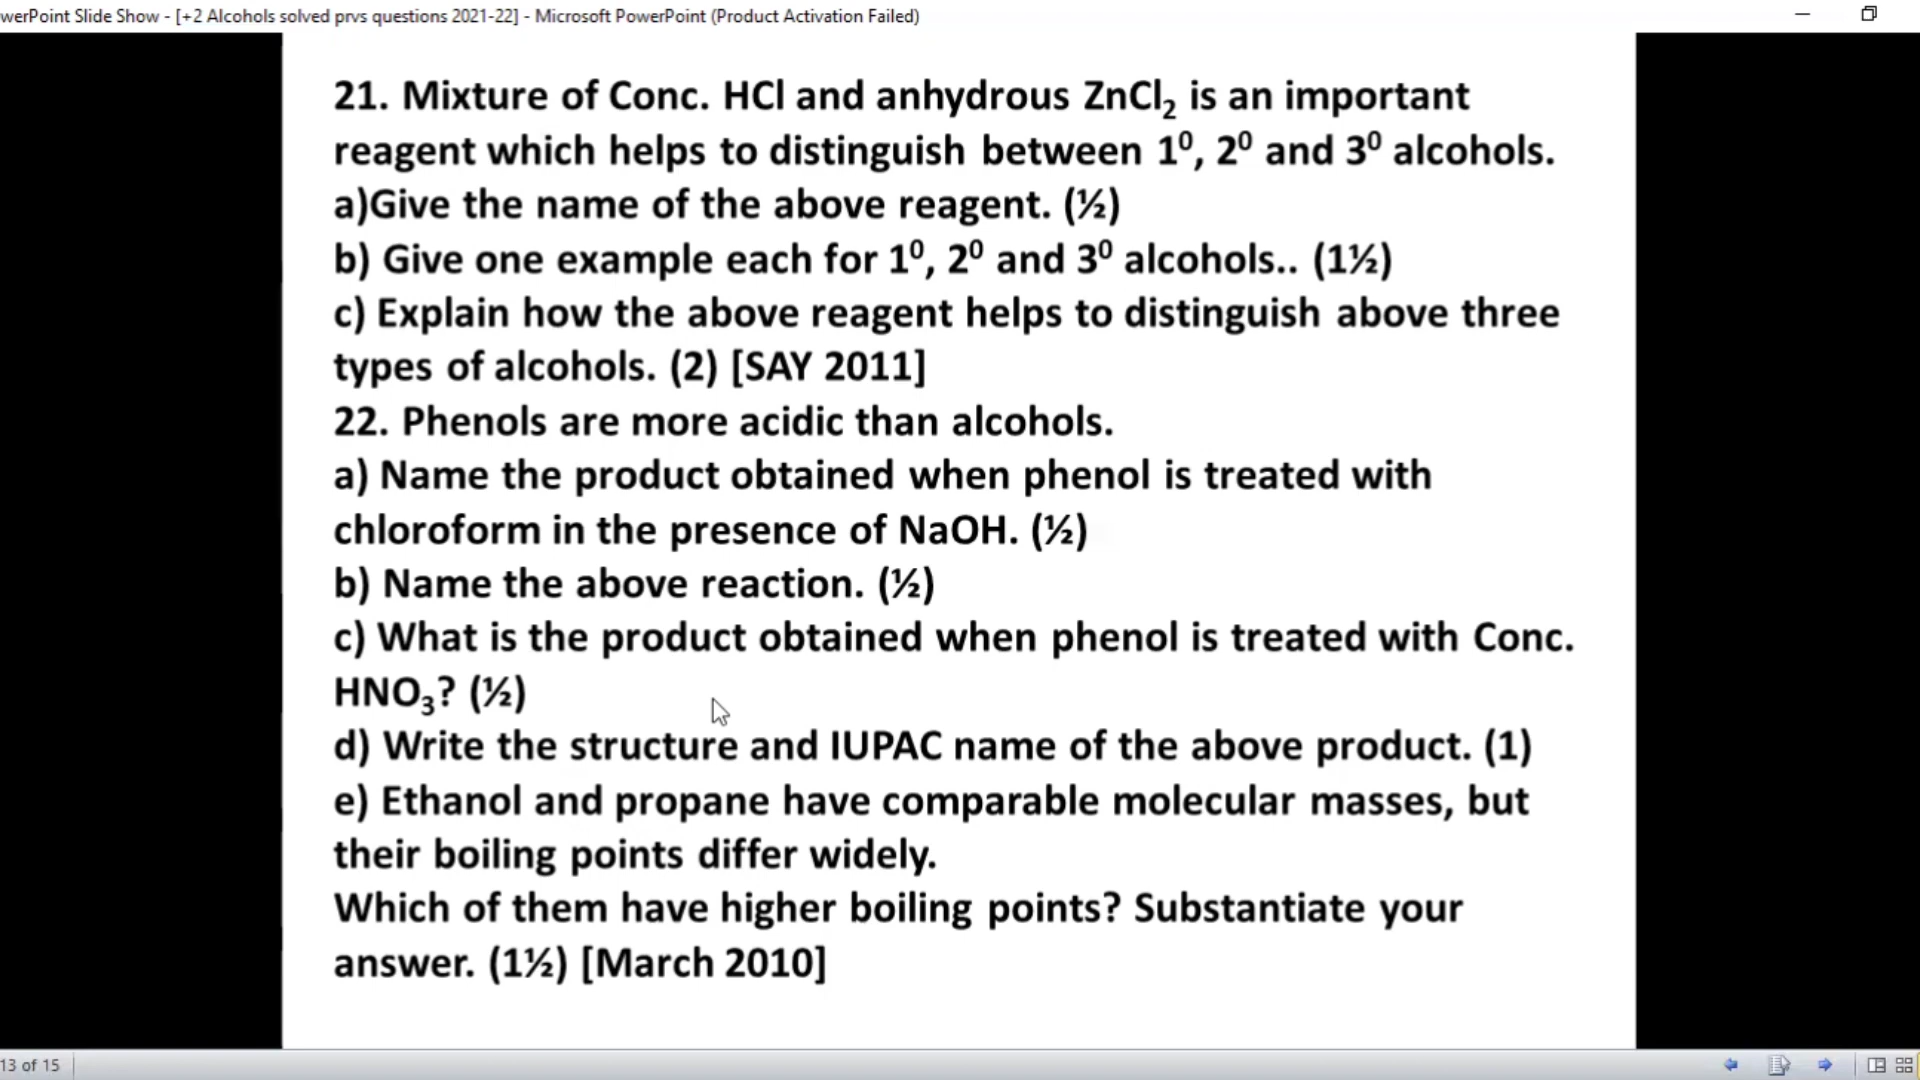 werPoint Slide Show - [+2 Alcohols solved prvs questions 2021-22] - Microsoft PowerPoint (Product Activation Failed)
21. Mixture of Conc. HCl and anhydrous ZnCl₂ is an important
reagent which helps to distinguish between 1⁰, 2⁰ and 3⁰ alcohols.
a)Give the name of the above reagent. (½)
b) Give one example each for 1⁰, 2⁰ and 3⁰ alcohols.. (1½)
c) Explain how the above reagent helps to distinguish above three
types of alcohols. (2) [SAY 2011]
22. Phenols are more acidic than alcohols.
a) Name the product obtained when phenol is treated with
chloroform in the presence of NaOH. (½)
b) Name the above reaction. (½)
c) What is the product obtained when phenol is treated with Conc.
HNO₃? (½)
d) Write the structure and IUPAC name of the above product. (1)
e) Ethanol and propane have comparable molecular masses, but
their boiling points differ widely.
Which of them have higher boiling points? Substantiate your
answer. (1½) [March 2010]
13 of 15